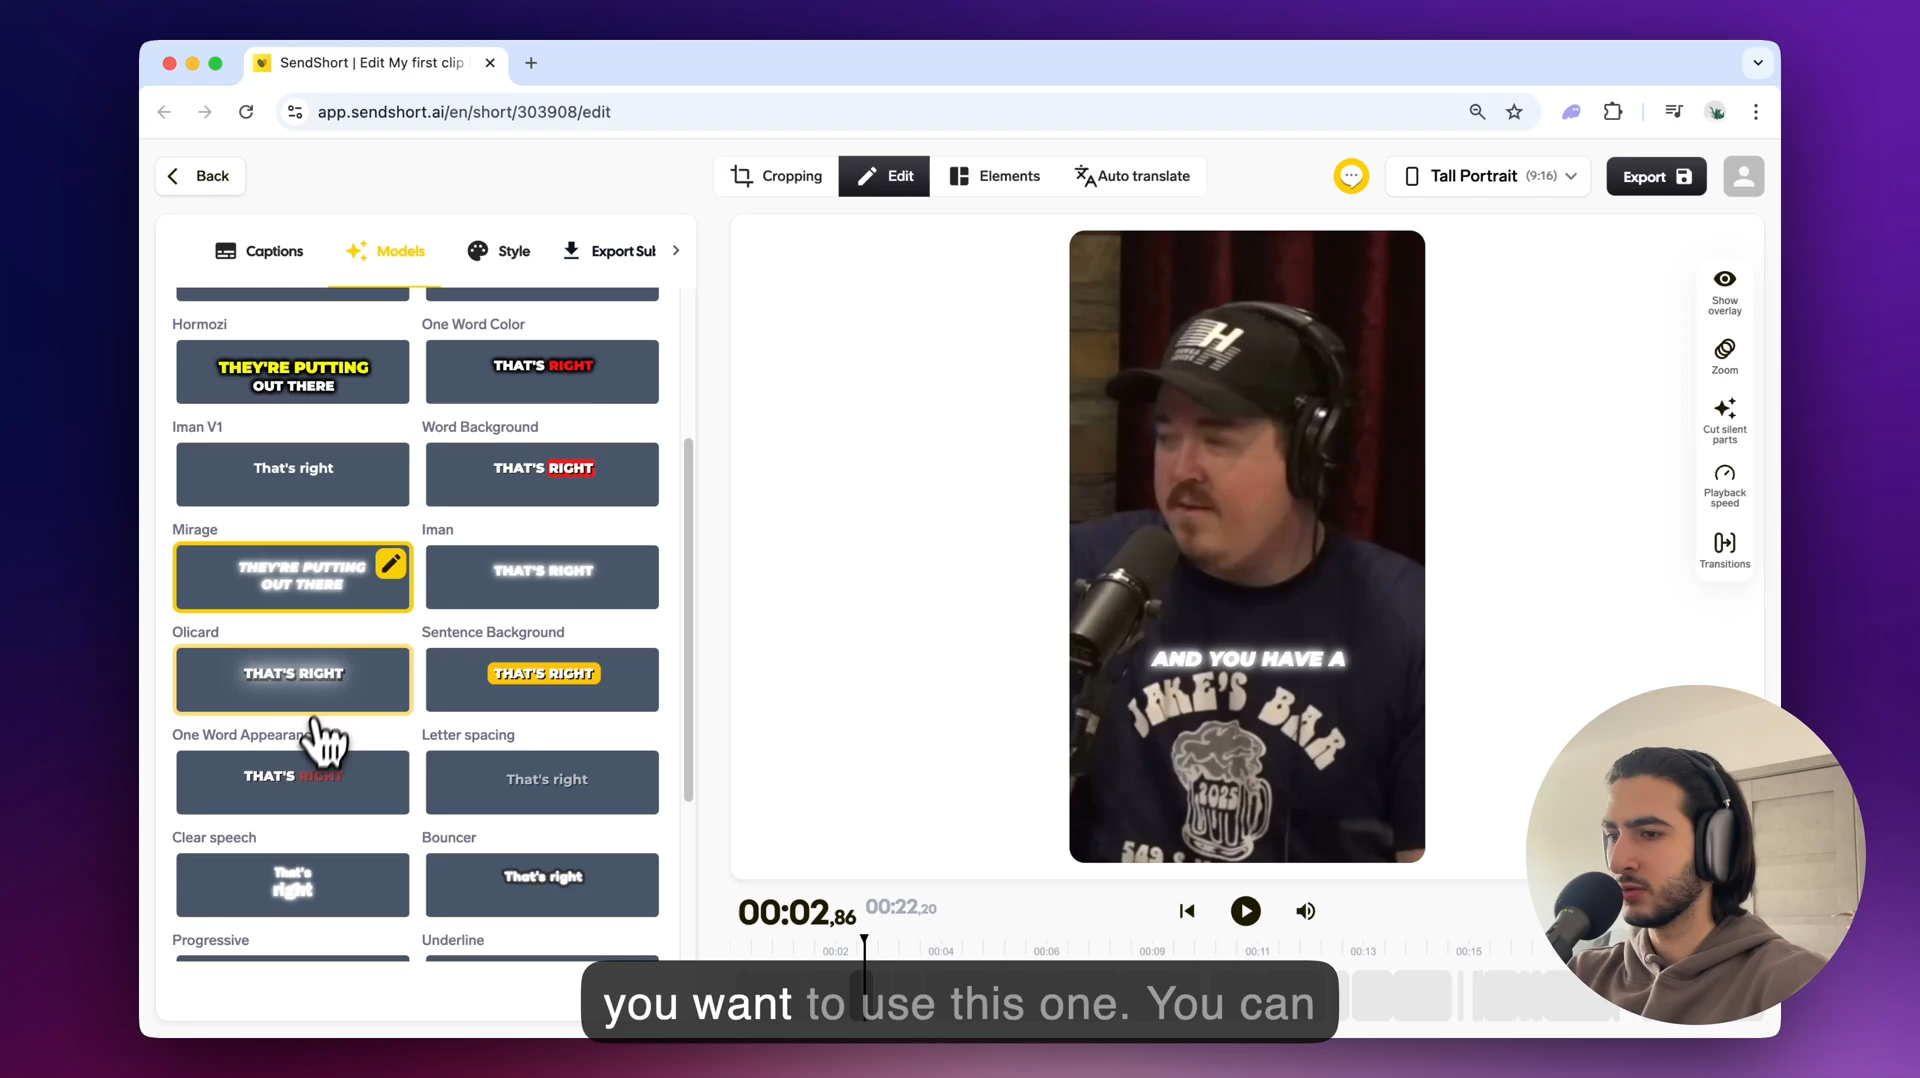 SendShort | Edit My first clip
app.sendshort.ai/en/short/303908/edit
Back
Cropping
Edit
Elements
Auto translate
Tall Portrait (9:16)
Export
Captions
Models
Style
Export Sub
Hormozi
One Word Color
THEY'RE PUTTING
OUT THERE
THAT'S RIGHT
Iman V1
Word Background
That's right
THAT'S RIGHT
Mirage
Iman
THEY'RE PUTTING
OUT THERE
THAT'S RIGHT
Olicard
Sentence Background
THAT'S RIGHT
THAT'S RIGHT
One Word Appearan
Letter spacing
THAT'S RIGHT
That's right
Clear speech
Bouncer
That's
right
That's right
Progressive
Underline
H
AND YOU HAVE A
JAKE'S BAR
2025
Show
overlay
Zoom
Cut silent
parts
Playback
speed
Transitions
00:02,86
00:22,20
00:02
00:04
00:06
00:09
00:11
00:13
00:15
you want to use this one. You can